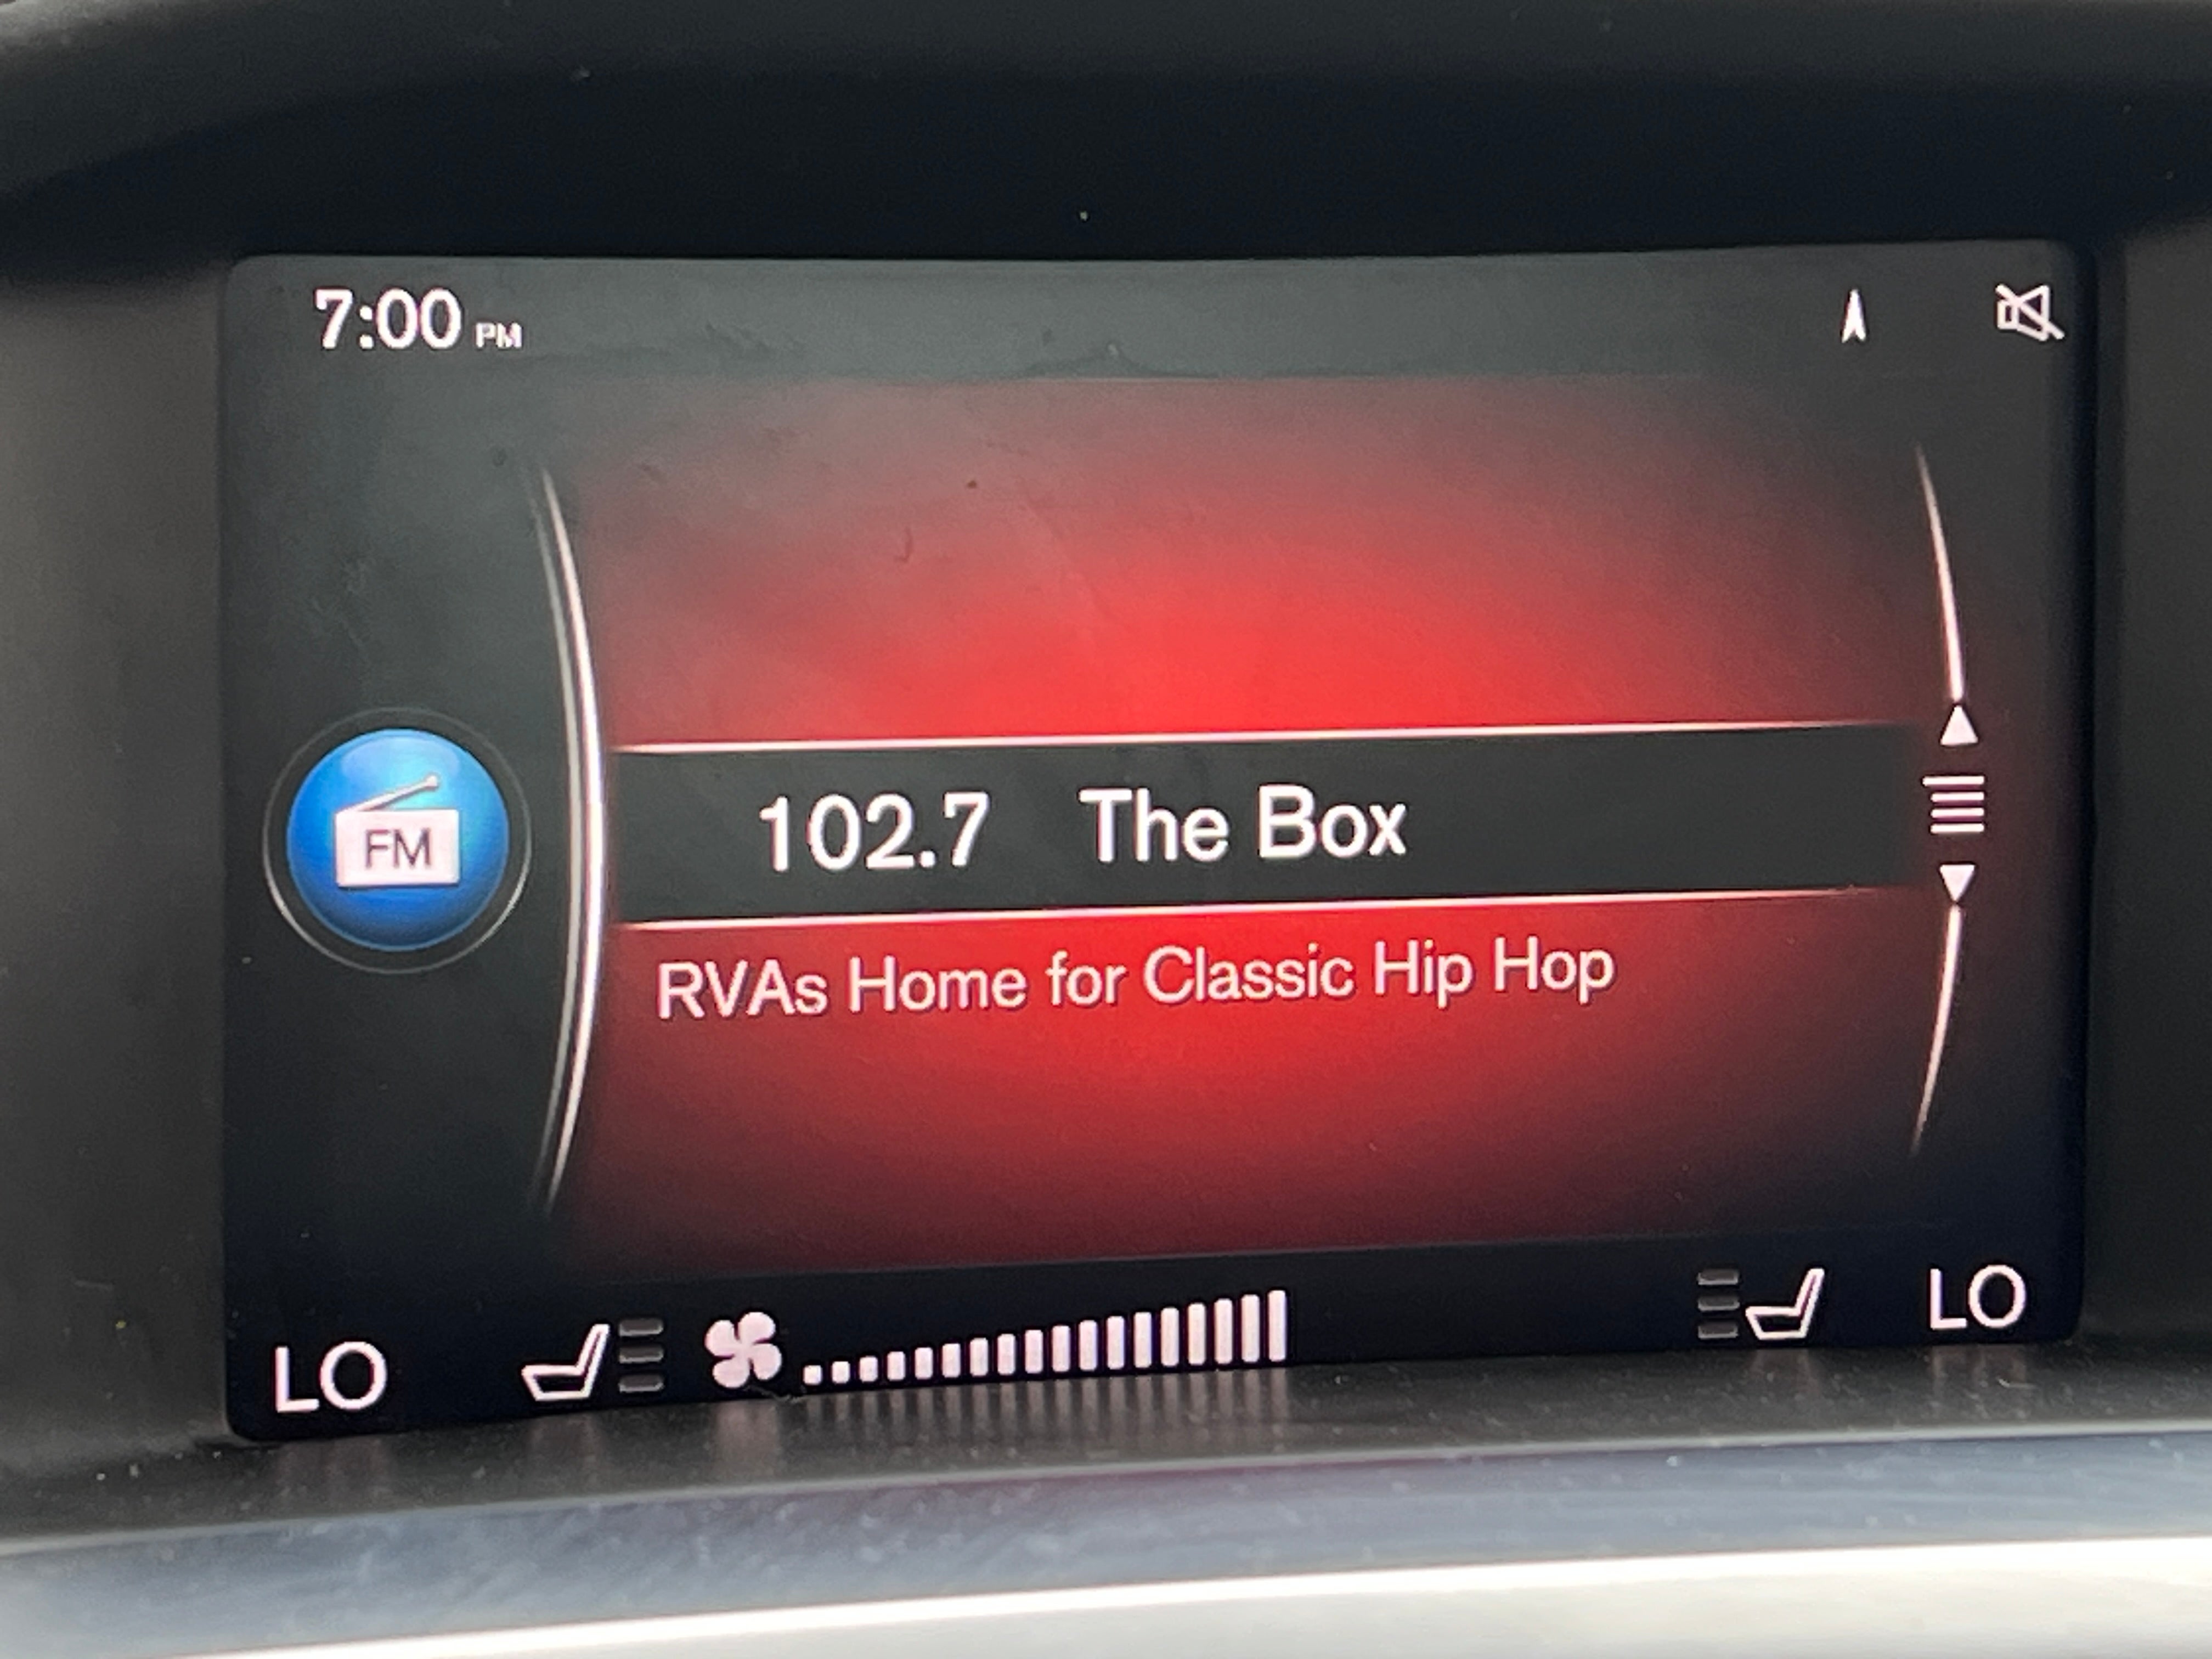 7:00 PM
FM
102.7 The Box
RVAs Home for Classic Hip Hop
LO LO